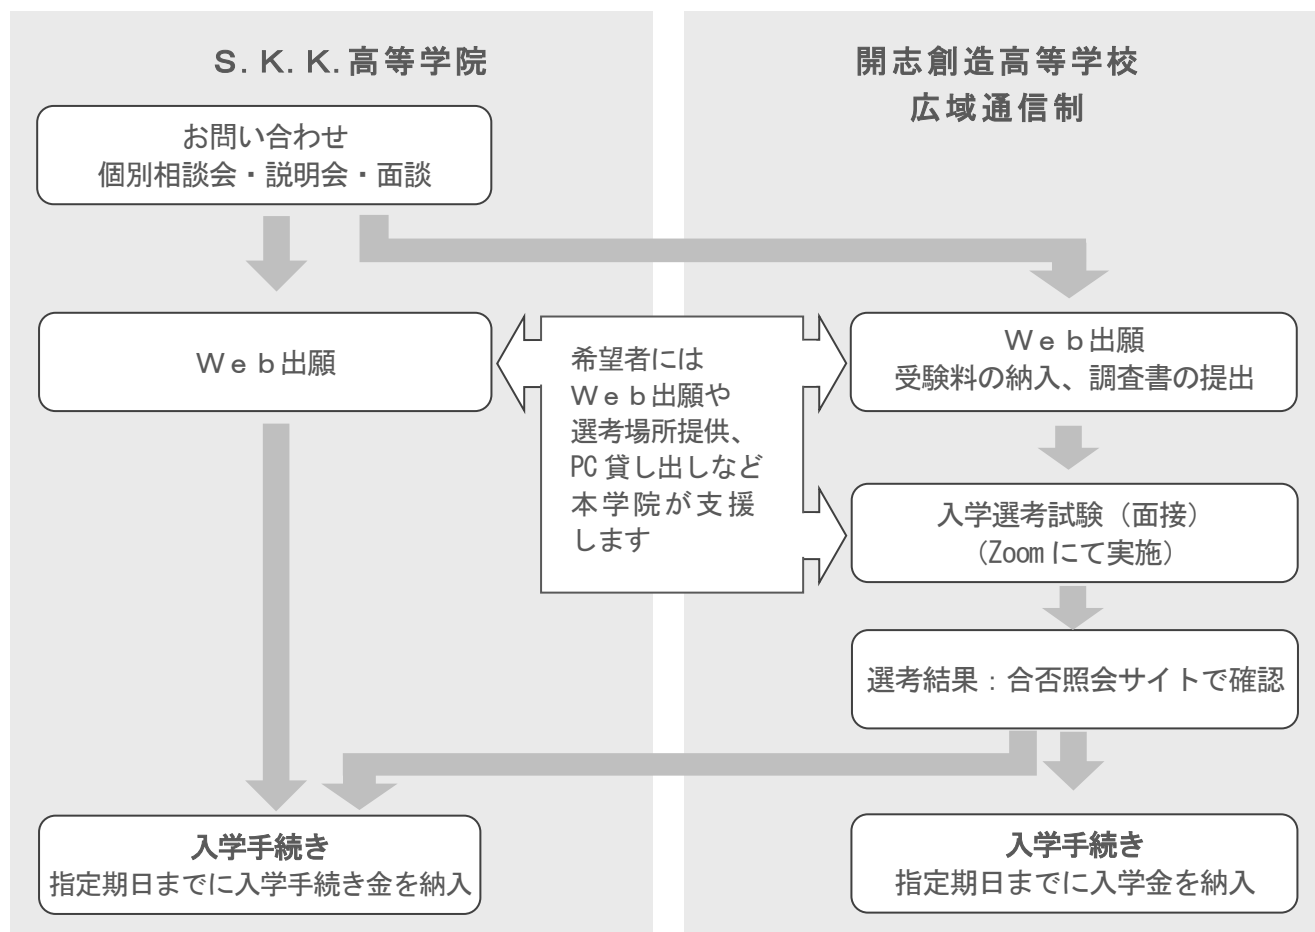 S.K.K.高等学院
お問い合わせ
個別相談会・説明会・面談
Ｗｅｂ出願
希望者には
Ｗｅｂ出願や
選考場所提供、
PC貸し出しなど
本学院が支援
します
開志創造高等学校
広域通信制
Ｗｅｂ出願
受験料の納入、調査書の提出
入学選考試験（面接）
（Zoomにて実施）
選考結果：合否照会サイトで確認
入学手続き
指定期日までに入学手続き金を納入
入学手続き
指定期日までに入学金を納入